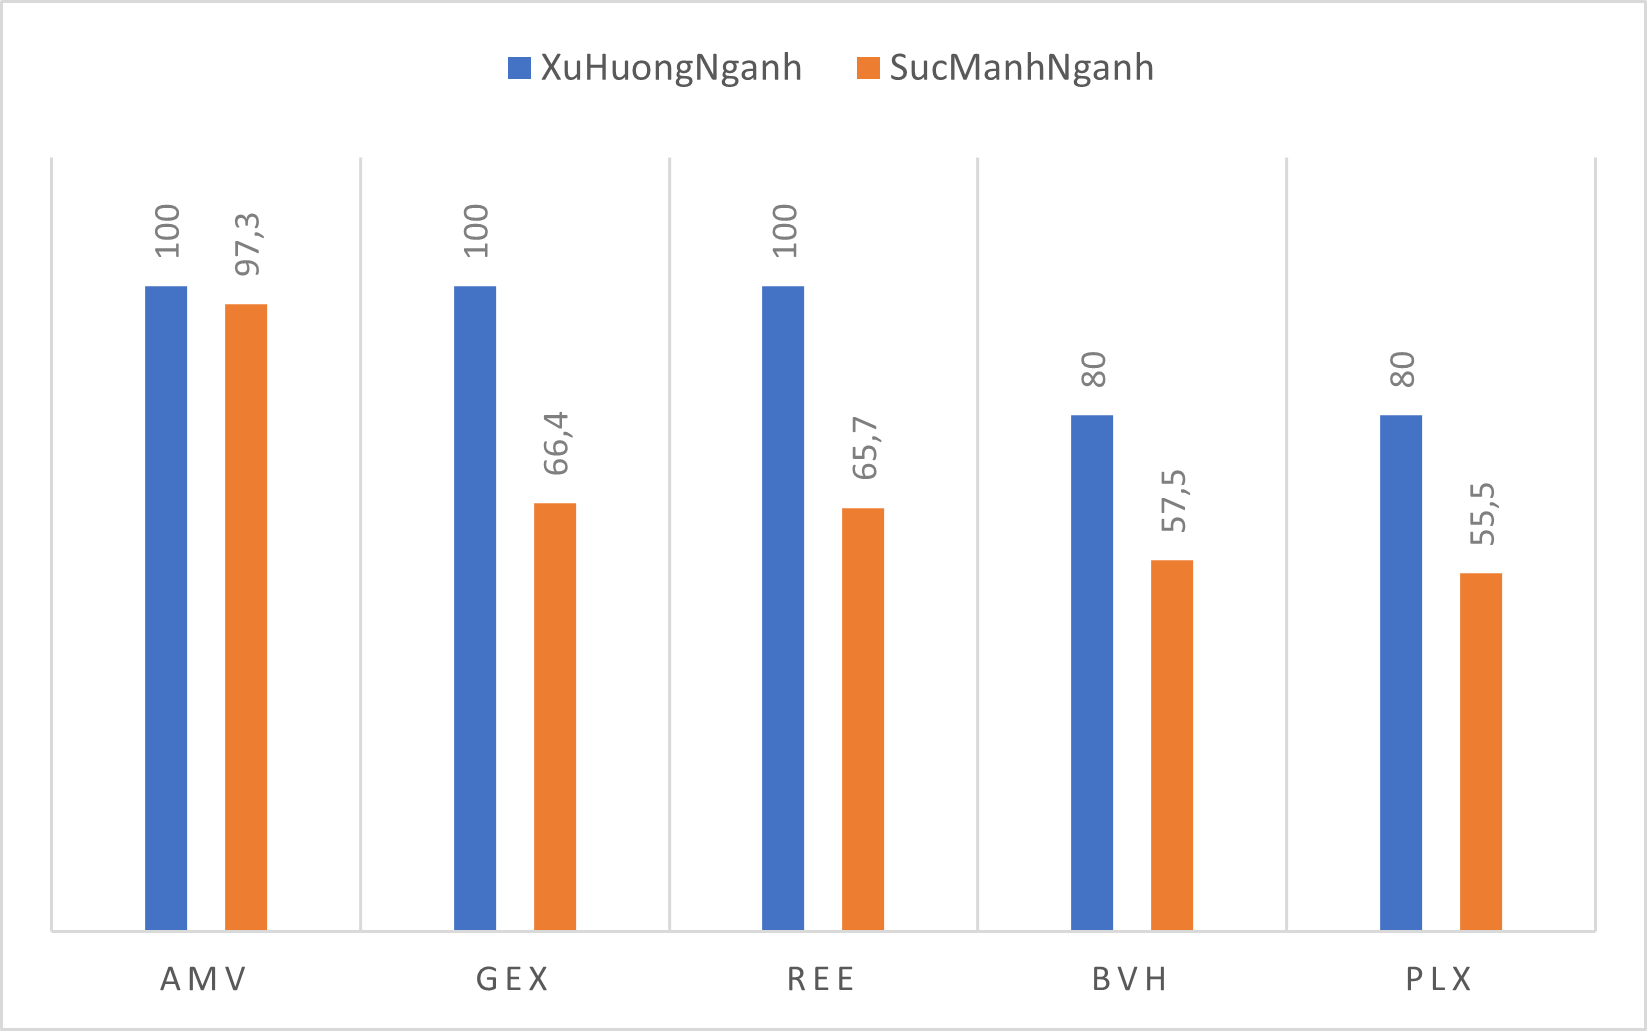 XuHuongNganh SucManhNganh
100 97,3 100 66,4 100 65,7 80 57,5 80 55,5
AMV GEX REE BVH PLX